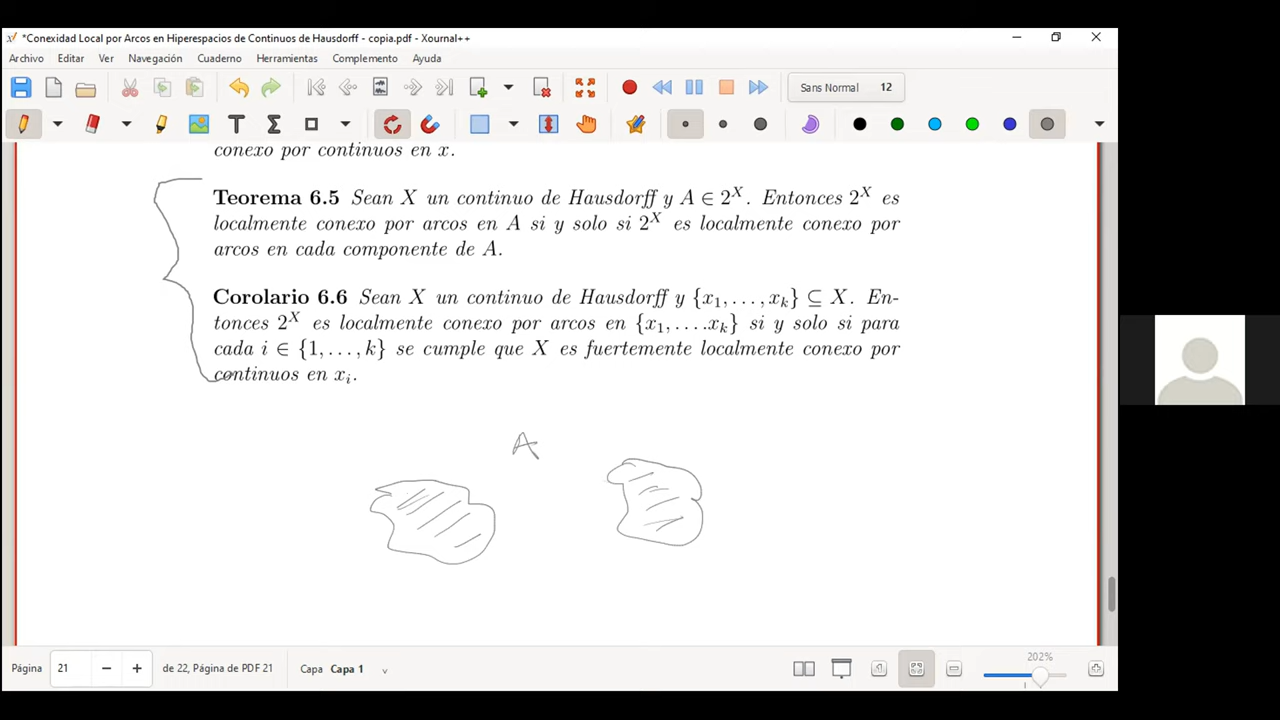 *Conexidad Local por Arcos en Hiperespacios de Continuos de Hausdorff - copia.pdf - Xournal++
Archivo Editar Ver Navegación Cuaderno Herramientas Complemento Ayuda
Sans Normal 12
conexo por continuos en x.
Teorema 6.5 Sean X un continuo de Hausdorff y A ∈ 2^X. Entonces 2^X es
localmente conexo por arcos en A si y solo si 2^X es localmente conexo por
arcos en cada componente de A.
Corolario 6.6 Sean X un continuo de Hausdorff y {x₁, . . . , xₖ} ⊆ X. En-
tonces 2^X es localmente conexo por arcos en {x₁, . . . .xₖ} si y solo si para
cada i ∈ {1, . . . , k} se cumple que X es fuertemente localmente conexo por
continuos en xᵢ.
A
Página 21 de 22, Página de PDF 21 Capa Capa 1 202%